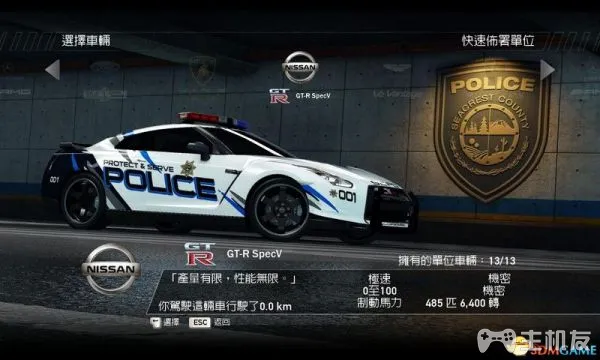 選擇車輛
快速佈署單位
NISSAN
GT-R SpecV
POLICE
SEACREST COUNTY
PROTECT & SERVE
POLICE
001
001
NISSAN
GT-R SpecV
擁有的單位車輛：13/13
「產量有限，性能無限。」
極速 機密
0至100 機密
你駕駛這輛車行駛了0.0 km
制動馬力 485 匹 6,400 轉
選擇 ESC 返回
主机友
3DMGAME